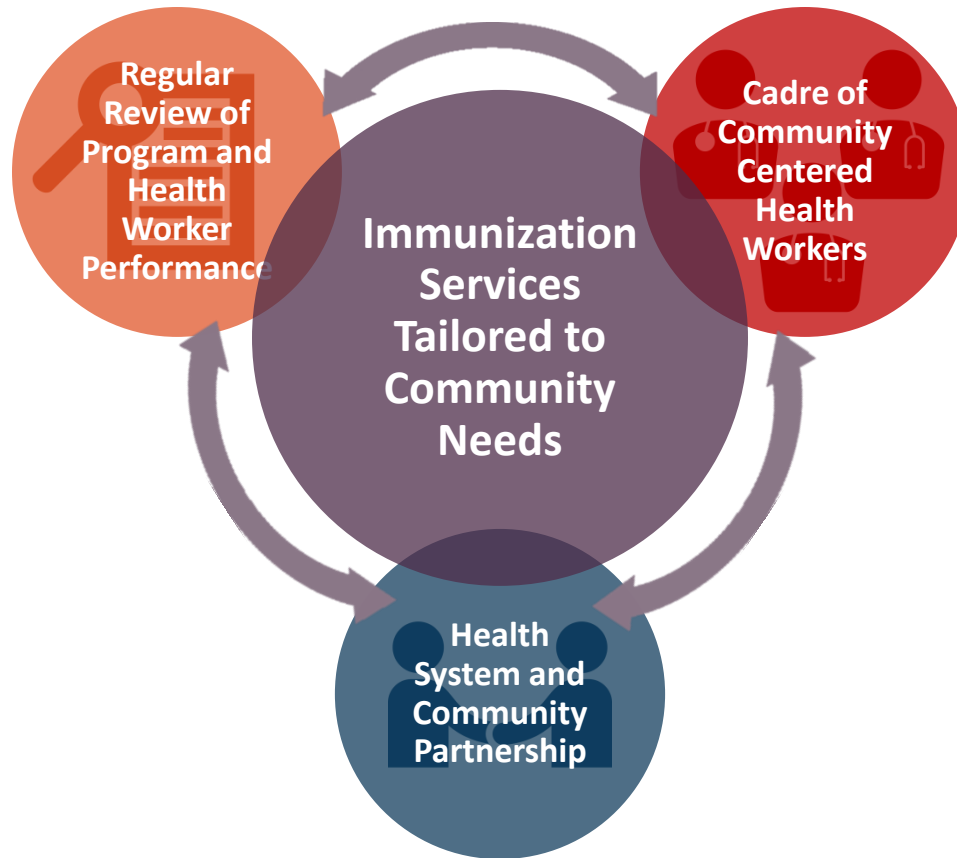 Regular
Review of
Program and
Health
Worker
Performance
Cadre of
Community
Centered
Health
Workers
Immunization
Services
Tailored to
Community
Needs
Health
System and
Community
Partnership